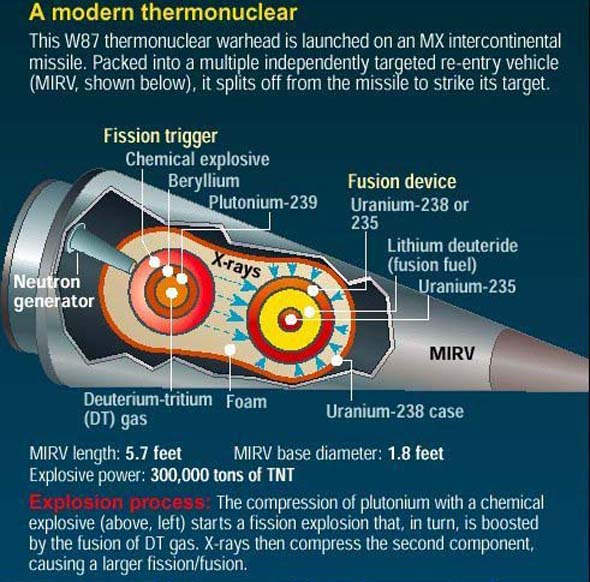 A modern thermonuclear
This W87 thermonuclear warhead is launched on an MX intercontinental
missile. Packed into a multiple independently targeted re-entry vehicle
(MIRV, shown below), it splits off from the missile to strike its target.
Fission trigger
Chemical explosive
Beryllium
Plutonium-239
Fusion device
Uranium-238 or
235
Lithium deuteride
(fusion fuel)
Uranium-235
X-rays
Neutron
generator
MIRV
Deuterium-tritium
(DT) gas
Foam
Uranium-238 case
MIRV length: 5.7 feet MIRV base diameter: 1.8 feet
Explosive power: 300,000 tons of TNT
Explosion process: The compression of plutonium with a chemical
explosive (above, left) starts a fission explosion that, in turn, is boosted
by the fusion of DT gas. X-rays then compress the second component,
causing a larger fission/fusion.